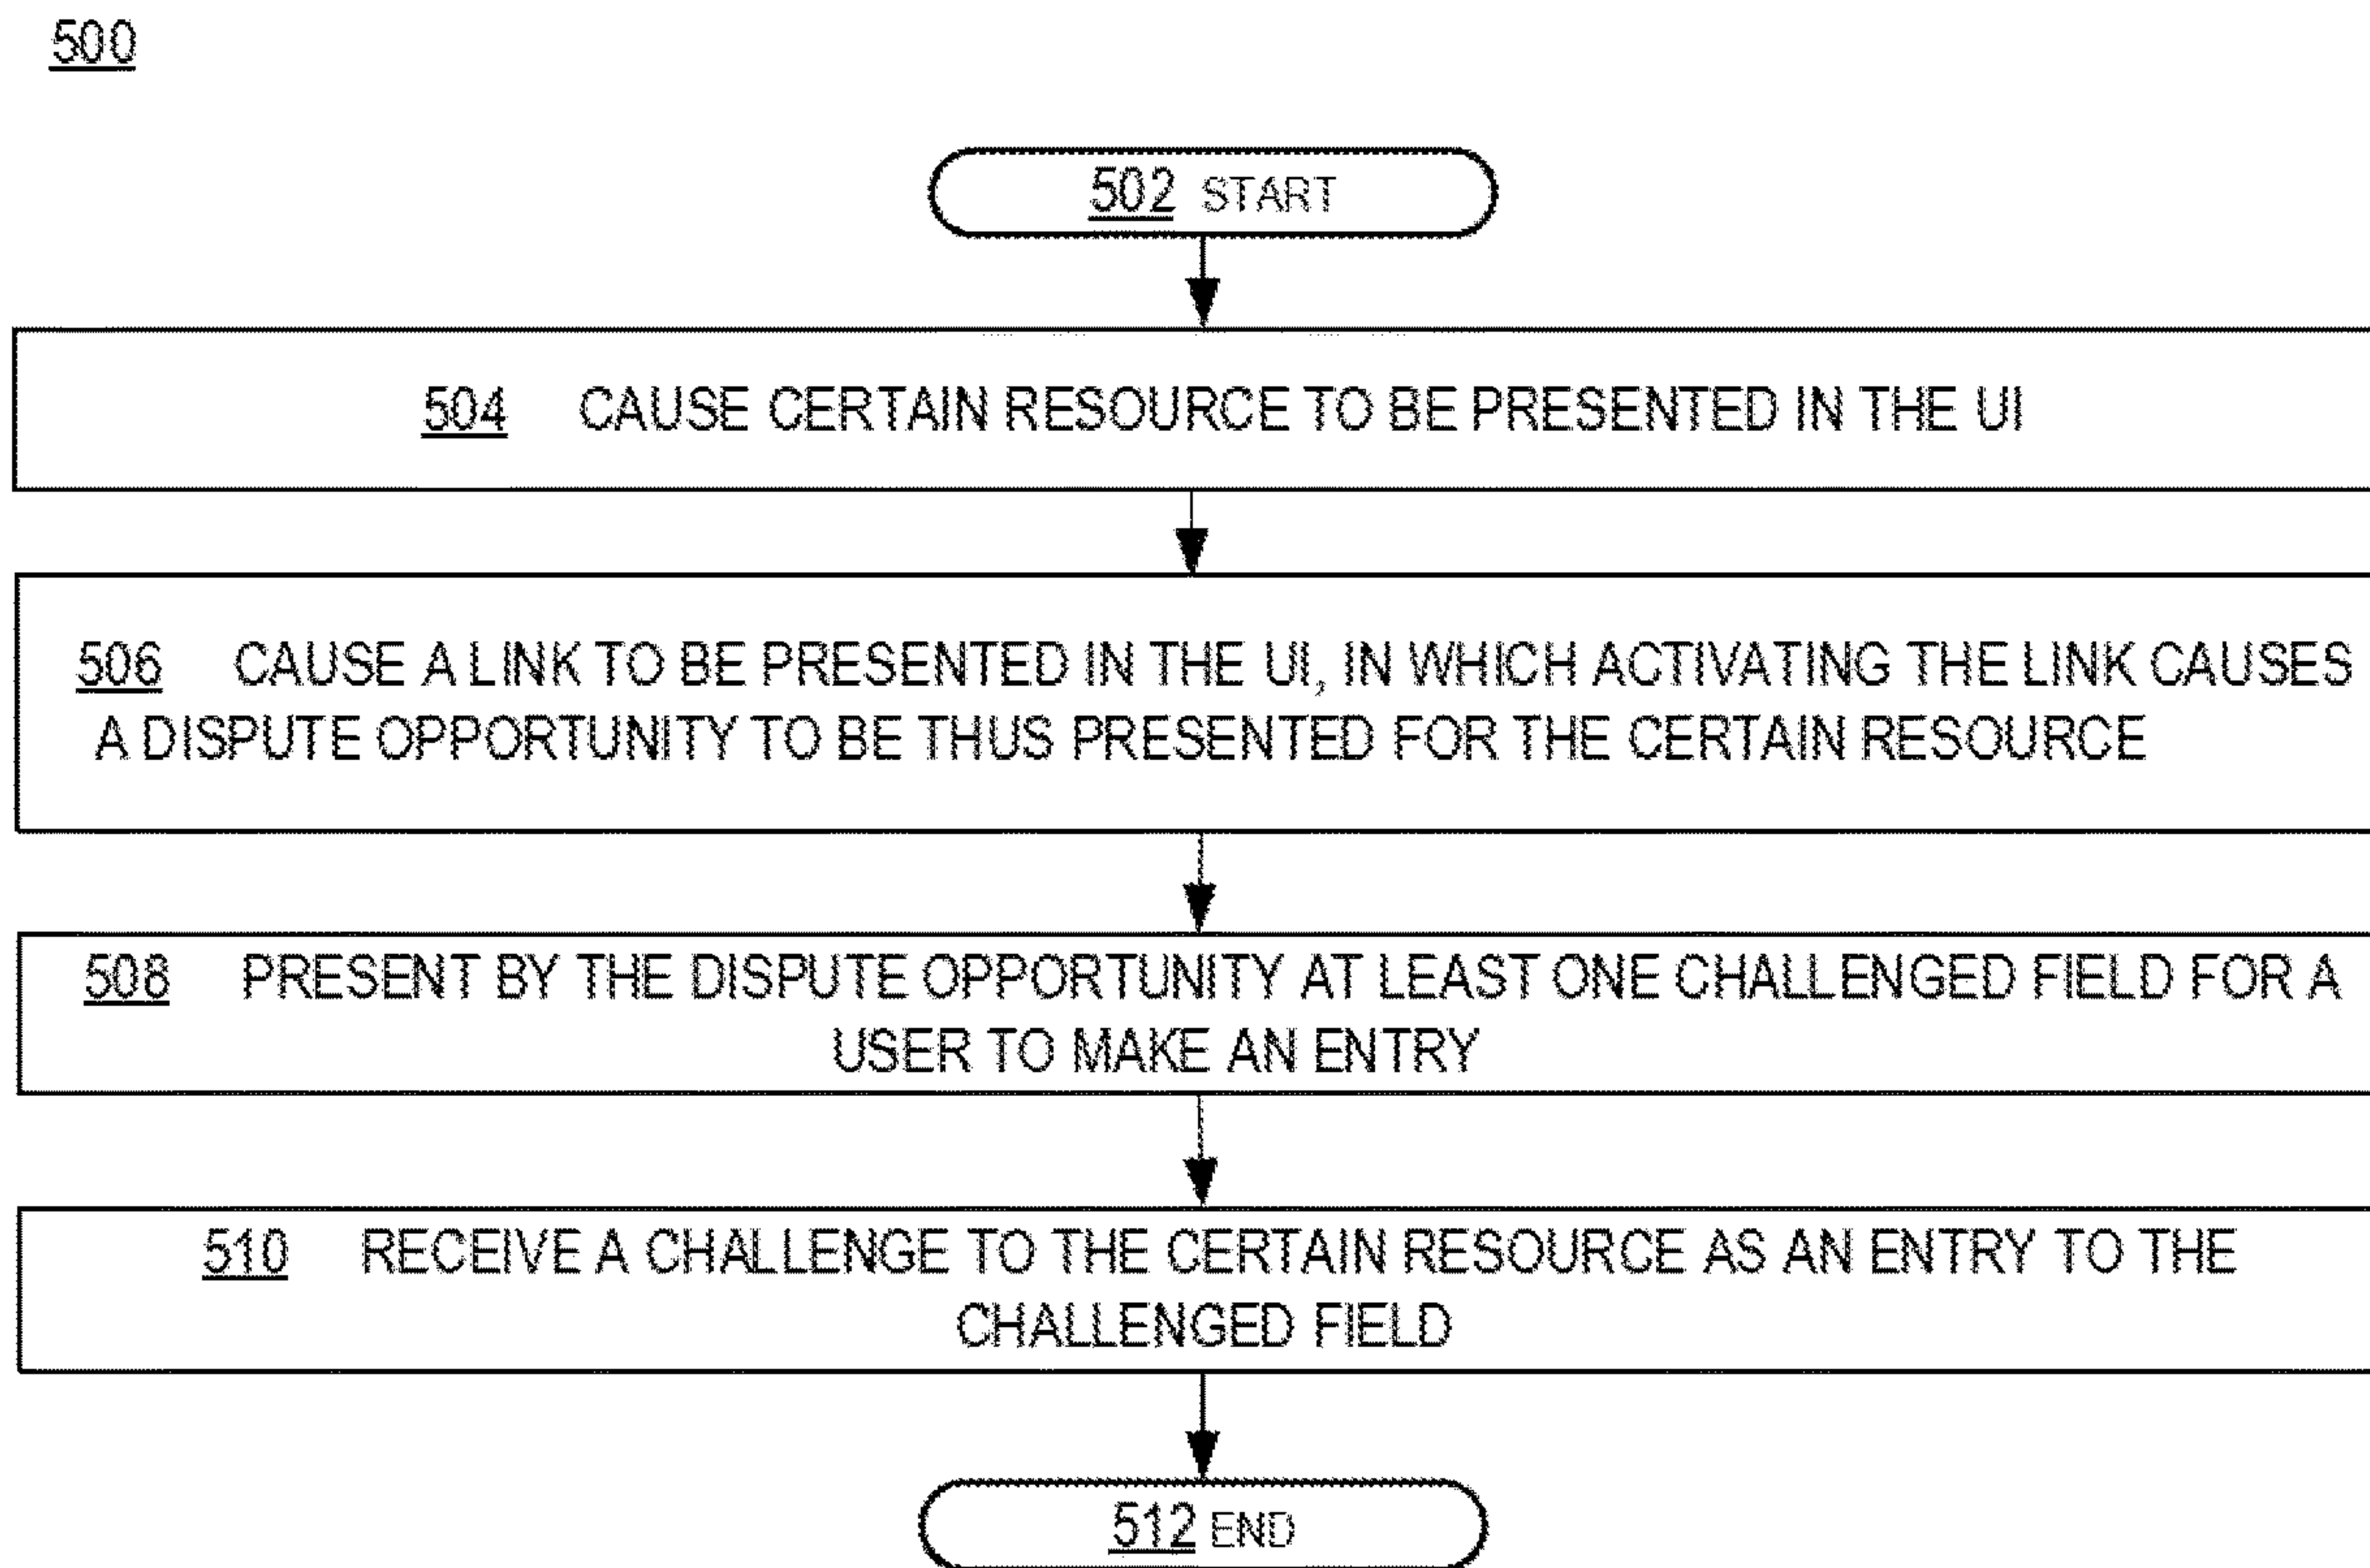 500
502 START
504 CAUSE CERTAIN RESOURCE TO BE PRESENTED IN THE UI
506 CAUSE A LINK TO BE PRESENTED IN THE UI, IN WHICH ACTIVATING THE LINK CAUSES
A DISPUTE OPPORTUNITY TO BE THUS PRESENTED FOR THE CERTAIN RESOURCE
508 PRESENT BY THE DISPUTE OPPORTUNITY AT LEAST ONE CHALLENGED FIELD FOR A
USER TO MAKE AN ENTRY
510 RECEIVE A CHALLENGE TO THE CERTAIN RESOURCE AS AN ENTRY TO THE
CHALLENGED FIELD
512 END